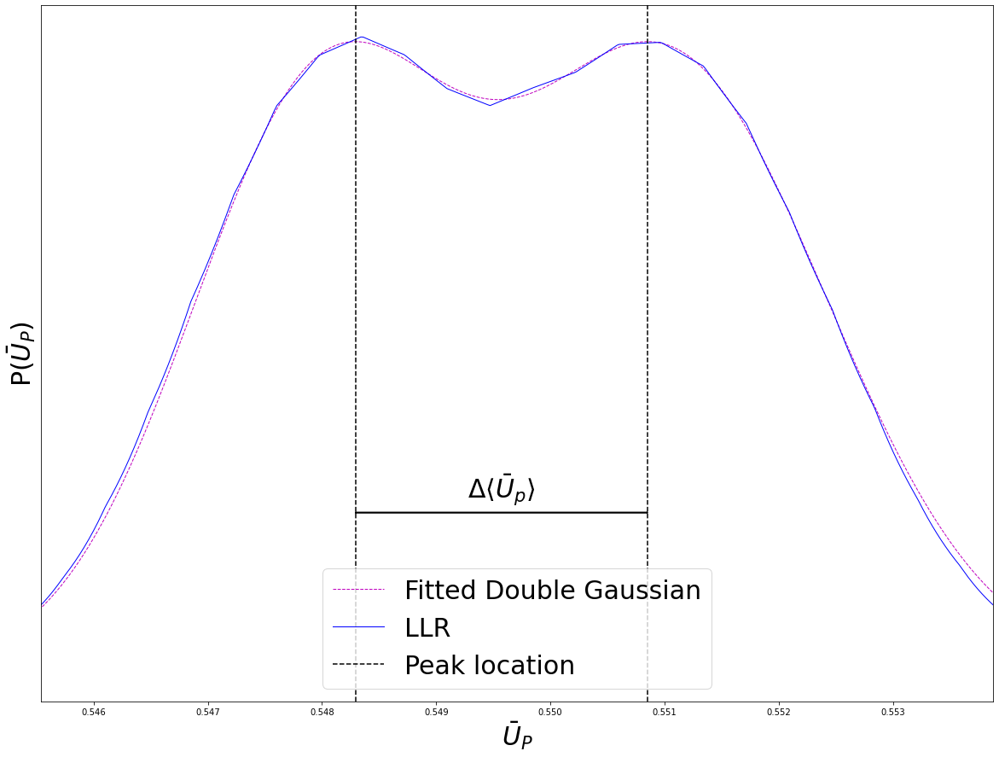 P(Ū_P)
Δ⟨Ū_p⟩
Fitted Double Gaussian
LLR
Peak location
0.546 0.547 0.548 0.549 0.550 0.551 0.552 0.553
Ū_P